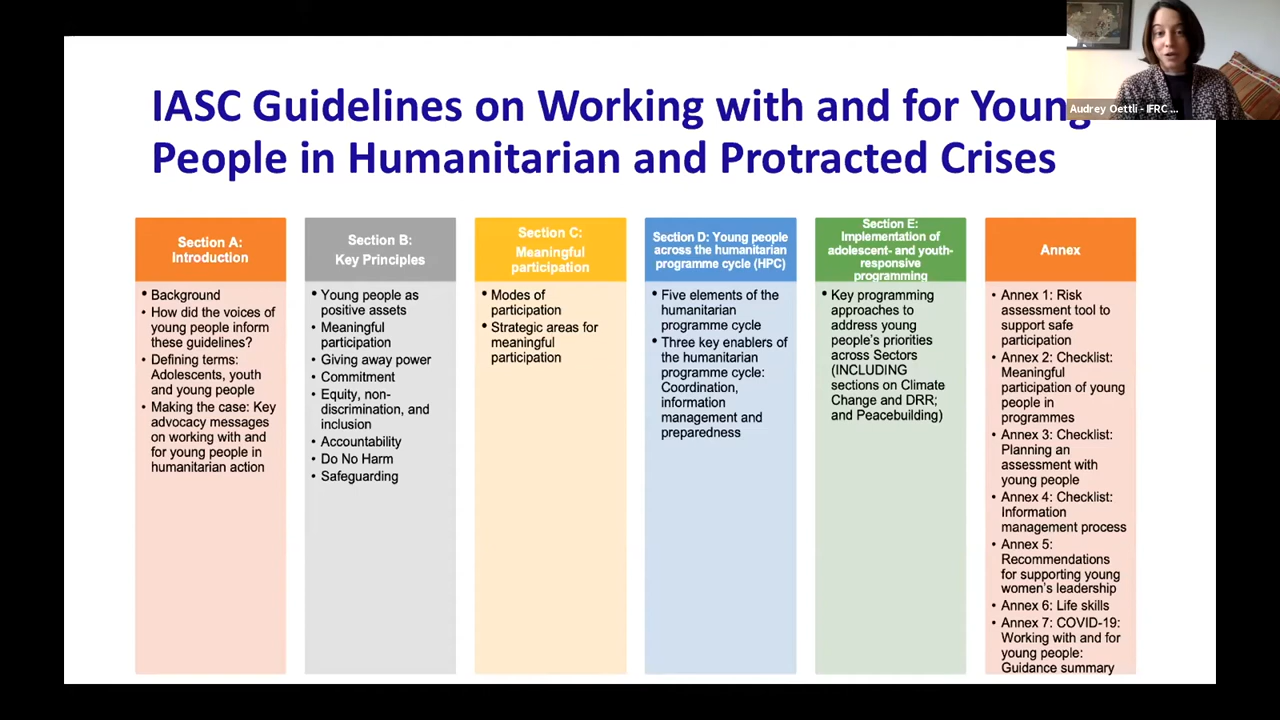 IASC Guidelines on Working with and for Young
People in Humanitarian and Protracted Crises
Audrey Oettli - IFRC ...
Section A:
Introduction
• Background
• How did the voices of
young people inform
these guidelines?
• Defining terms:
Adolescents, youth
and young people
• Making the case: Key
advocacy messages
on working with and
for young people in
humanitarian action
Section B:
Key Principles
• Young people as
positive assets
• Meaningful
participation
• Giving away power
• Commitment
• Equity, non-
discrimination, and
inclusion
• Accountability
• Do No Harm
• Safeguarding
Section C:
Meaningful
participation
• Modes of
participation
• Strategic areas for
meaningful
participation
Section D: Young people
across the humanitarian
programme cycle (HPC)
• Five elements of the
humanitarian
programme cycle
• Three key enablers of
the humanitarian
programme cycle:
Coordination,
information
management and
preparedness
Section E:
Implementation of
adolescent- and youth-
responsive
programming
• Key programming
approaches to
address young
people's priorities
across Sectors
(INCLUDING
sections on Climate
Change and DRR;
and Peacebuilding)
Annex
• Annex 1: Risk
assessment tool to
support safe
participation
• Annex 2: Checklist:
Meaningful
participation of young
people in
programmes
• Annex 3: Checklist:
Planning an
assessment with
young people
• Annex 4: Checklist:
Information
management process
• Annex 5:
Recommendations
for supporting young
women's leadership
• Annex 6: Life skills
• Annex 7: COVID-19:
Working with and for
young people:
Guidance summary